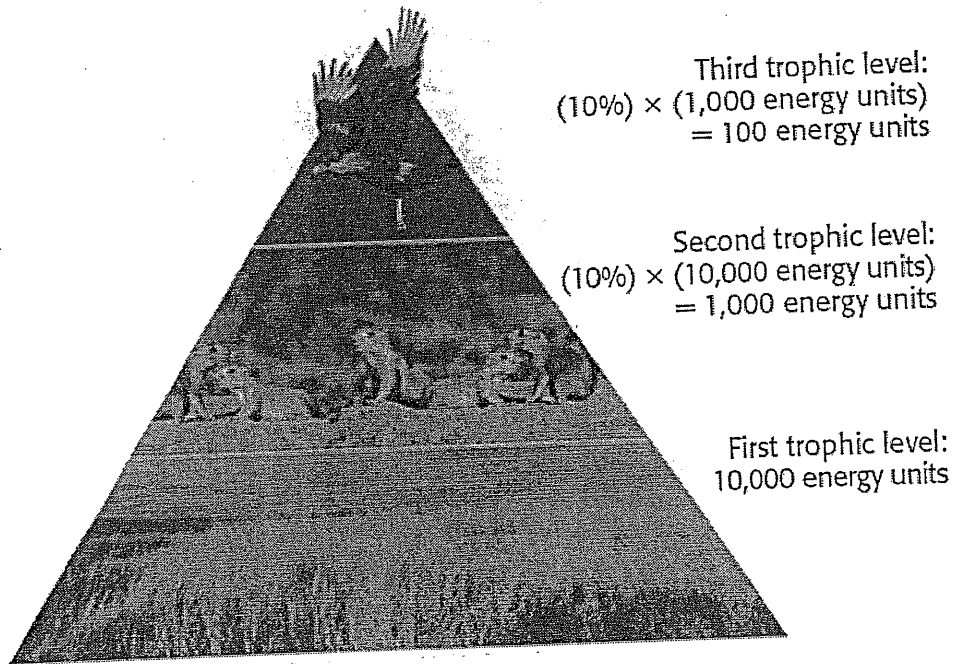 Third trophic level:
(10%) × (1,000 energy units)
= 100 energy units
Second trophic level:
(10%) × (10,000 energy units)
= 1,000 energy units
First trophic level:
10,000 energy units